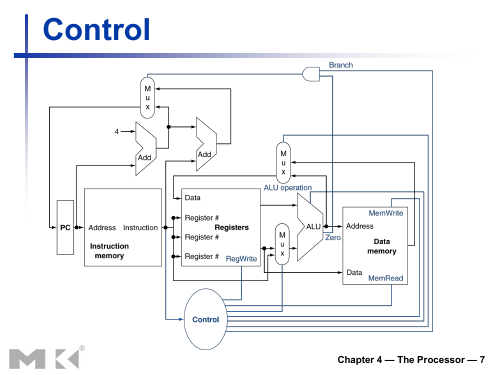 Control
Branch
M
u
x
4
Add
Add
M
u
x
ALU operation
Data
Register #
Registers
Register #
Register #
RegWrite
PC
Address
Instruction
Instruction
memory
M
u
x
ALU
Zero
MemWrite
Address
Data
memory
Data
MemRead
Control
MK®
Chapter 4 — The Processor — 7